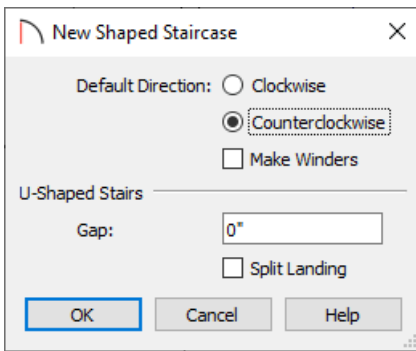 New Shaped Staircase
Default Direction: Clockwise
Counterclockwise
Make Winders
U-Shaped Stairs
Gap: 0"
Split Landing
OK Cancel Help